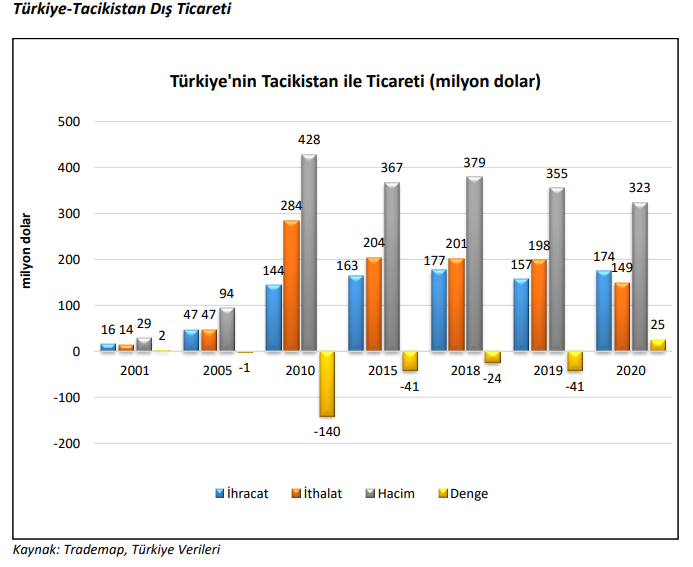 Türkiye-Tacikistan Dış Ticareti
Türkiye'nin Tacikistan ile Ticareti (milyon dolar)
milyon dolar
500
400
300
200
100
0
-100
-200
16 14 29 2
47 47 94 -1
144 284 428 -140
163 204 367 -41
177 201 379 -24
157 198 355 -41
174 149 323 25
2001 2005 2010 2015 2018 2019 2020
İhracat İthalat Hacim Denge
Kaynak: Trademap, Türkiye Verileri